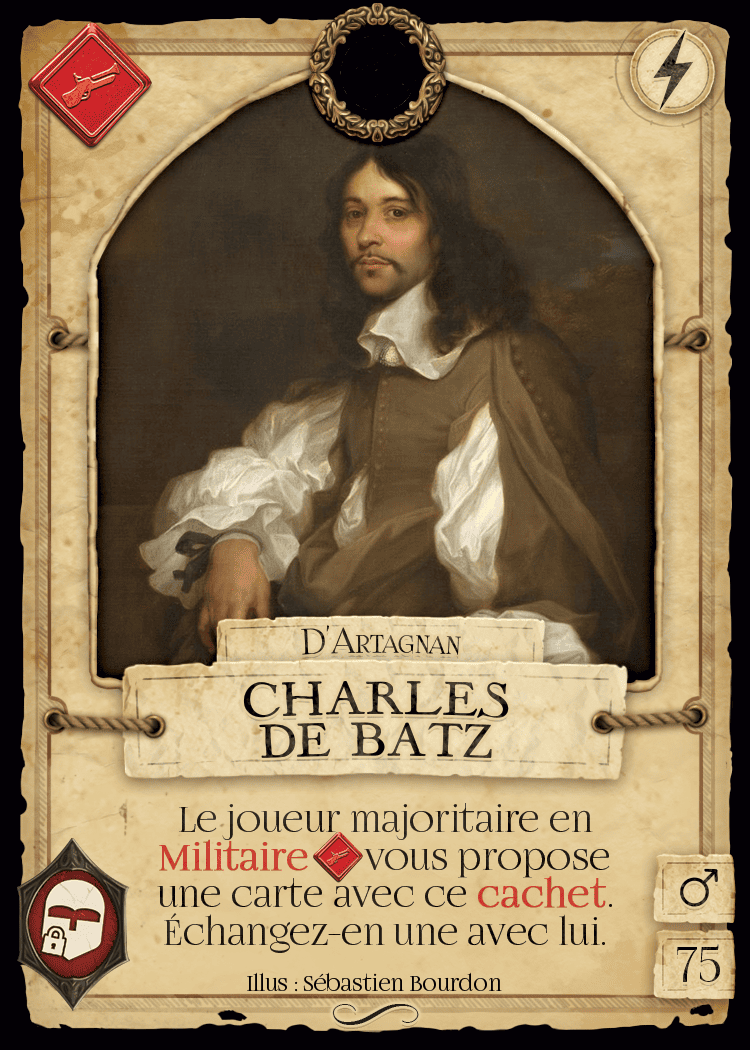 D'Artagnan
CHARLES
DE BATZ
Le joueur majoritaire en
Militaire vous propose
une carte avec ce cachet.
Échangez-en une avec lui.
♂
75
Illus : Sébastien Bourdon